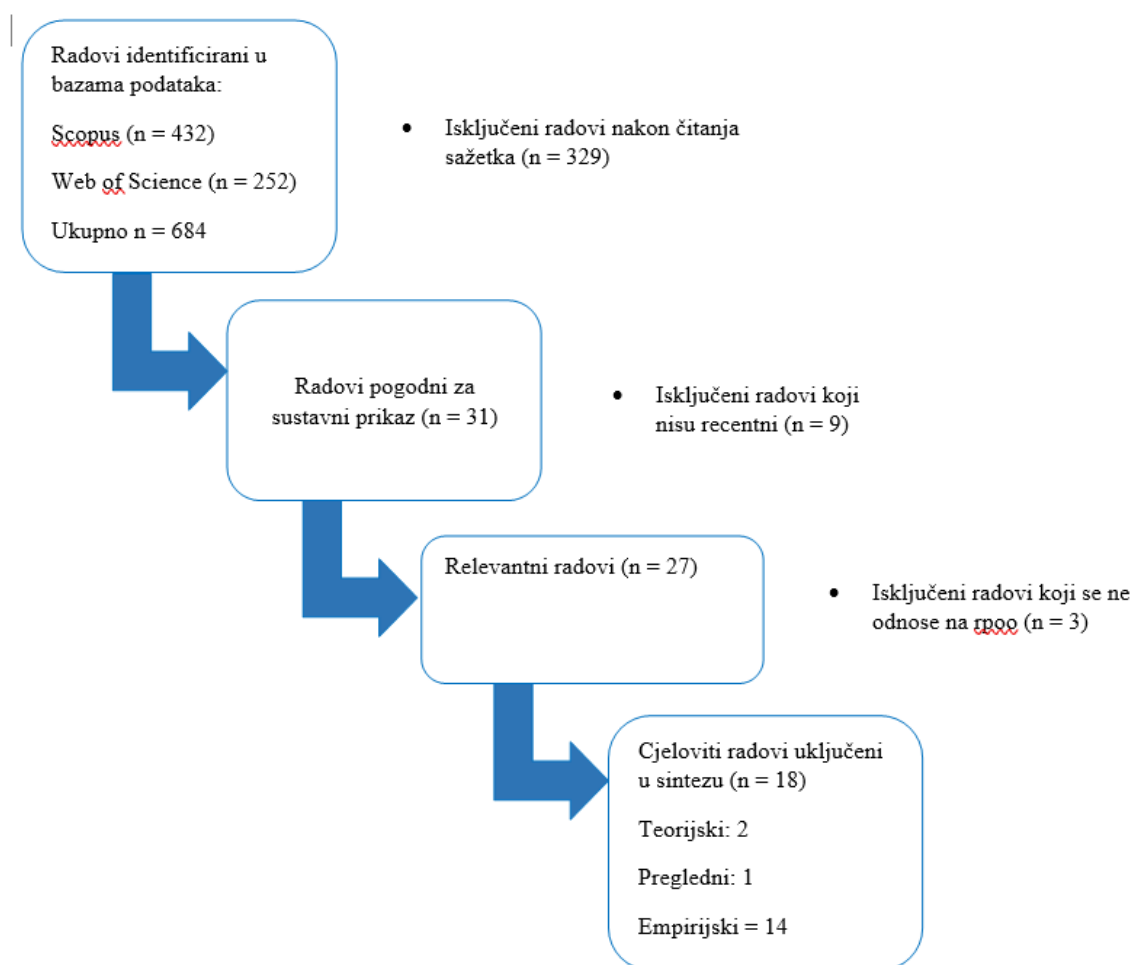 Radovi identificirani u
bazama podataka:
Scopus (n = 432)
Web of Science (n = 252)
Ukupno n = 684
• Isključeni radovi nakon čitanja
sažetka (n = 329)
Radovi pogodni za
sustavni prikaz (n = 31)
• Isključeni radovi koji
nisu recentni (n = 9)
Relevantni radovi (n = 27)
• Isključeni radovi koji se ne
odnose na rpoo (n = 3)
Cjeloviti radovi uključeni
u sintezu (n = 18)
Teorijski: 2
Pregledni: 1
Empirijski = 14